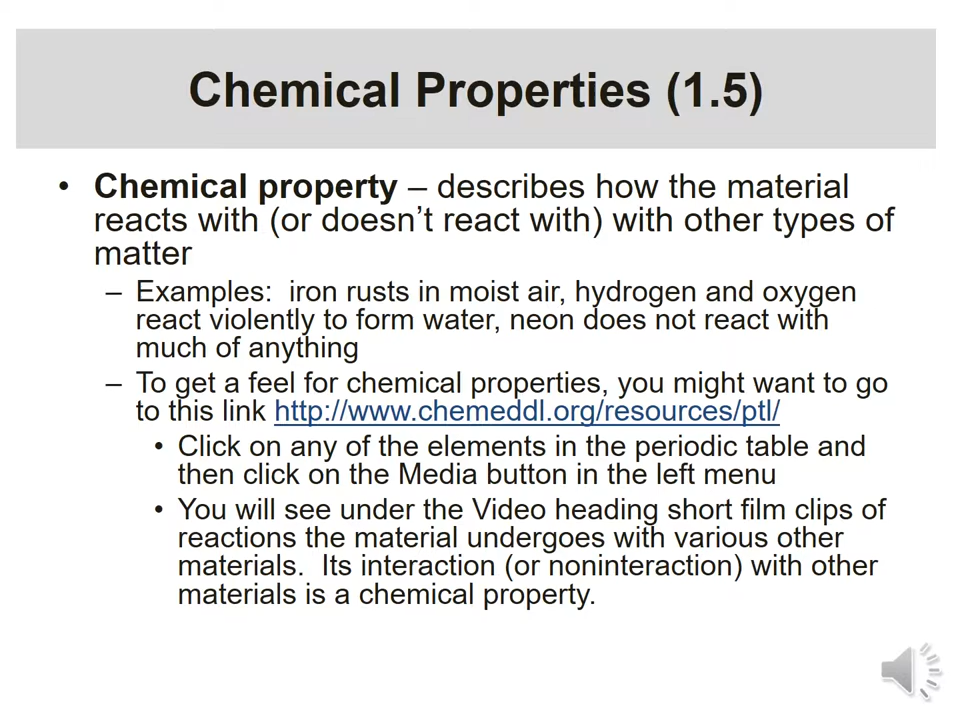 Chemical Properties (1.5)
• Chemical property – describes how the material
reacts with (or doesn’t react with) with other types of
matter
– Examples:  iron rusts in moist air, hydrogen and oxygen
react violently to form water, neon does not react with
much of anything
– To get a feel for chemical properties, you might want to go
to this link http://www.chemeddl.org/resources/ptl/
• Click on any of the elements in the periodic table and
then click on the Media button in the left menu
• You will see under the Video heading short film clips of
reactions the material undergoes with various other
materials.  Its interaction (or noninteraction) with other
materials is a chemical property.